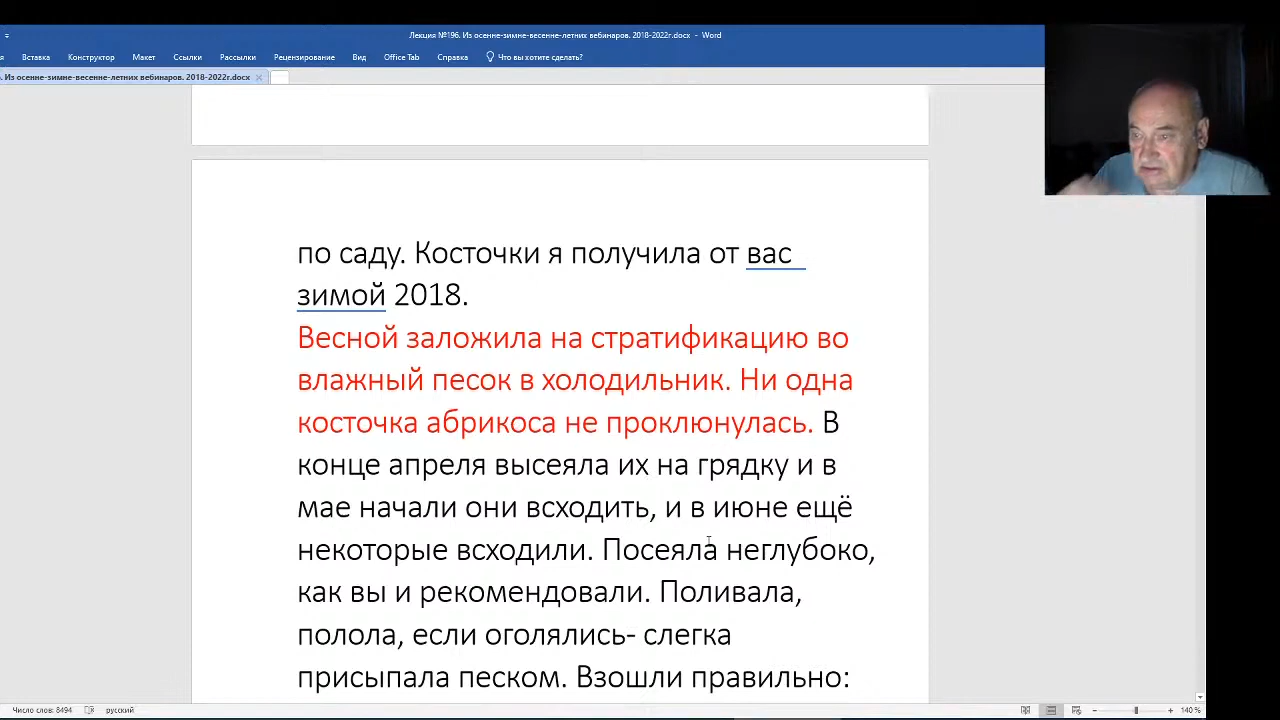 Лекция №196. Из осенне-зимне-весенне-летних вебинаров. 2018-2022г.docx - Word
Вставка Конструктор Макет Ссылки Рассылки Рецензирование Вид Office Tab Справка Что вы хотите сделать?
. Из осенне-зимне-весенне-летних вебинаров. 2018-2022г.docx
по саду. Косточки я получила от вас
зимой 2018.
Весной заложила на стратификацию во
влажный песок в холодильник. Ни одна
косточка абрикоса не проклюнулась. В
конце апреля высеяла их на грядку и в
мае начали они всходить, и в июне ещё
некоторые всходили. Посеяла неглубоко,
как вы и рекомендовали. Поливала,
полола, если оголялись- слегка
присыпала песком. Взошли правильно:
Число слов: 8494 русский 140 %